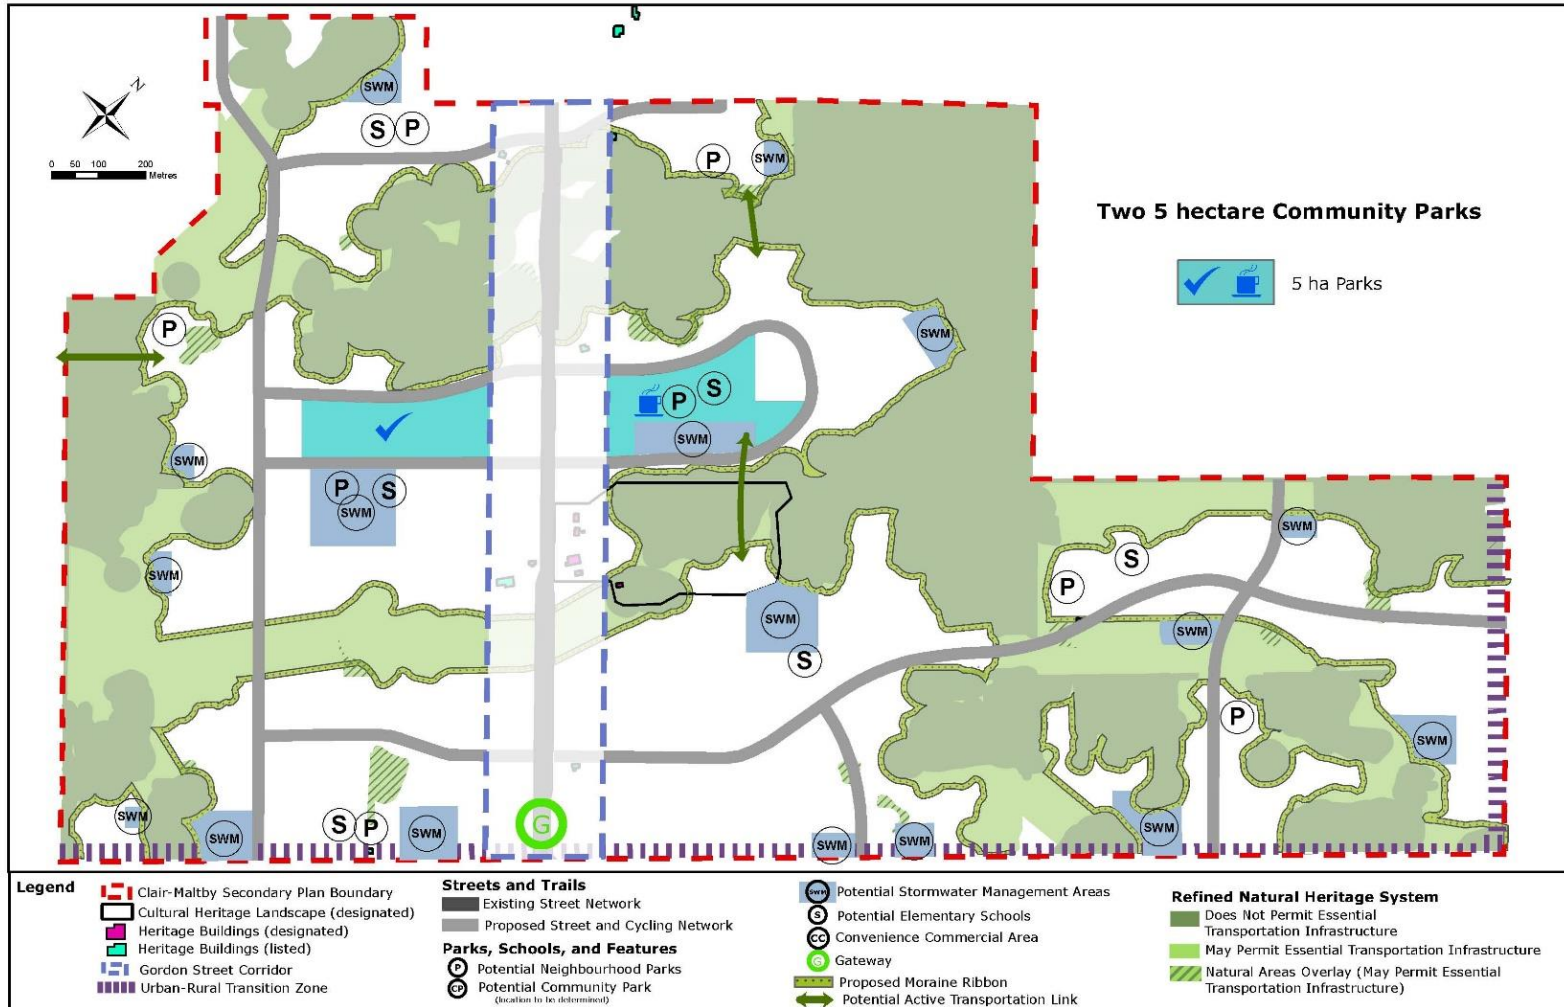 N
0 50 100 200
Metres
SWM
S P
P
SWM
Two 5 hectare Community Parks
5 ha Parks
P
SWM
P S
SWM
SWM
P S
SWM
SWM
SWM
S
S
P
SWM
SWM
P
SWM
SWM
SWM
S P
SWM
G
SWM
SWM
SWM
Legend
Clair-Maltby Secondary Plan Boundary
Cultural Heritage Landscape (designated)
Heritage Buildings (designated)
Heritage Buildings (listed)
Gordon Street Corridor
Urban-Rural Transition Zone
Streets and Trails
Existing Street Network
Proposed Street and Cycling Network
Parks, Schools, and Features
P Potential Neighbourhood Parks
CP Potential Community Park
(location to be determined)
SWM Potential Stormwater Management Areas
S Potential Elementary Schools
CC Convenience Commercial Area
G Gateway
Proposed Moraine Ribbon
Potential Active Transportation Link
Refined Natural Heritage System
Does Not Permit Essential
Transportation Infrastructure
May Permit Essential Transportation Infrastructure
Natural Areas Overlay (May Permit Essential
Transportation Infrastructure)